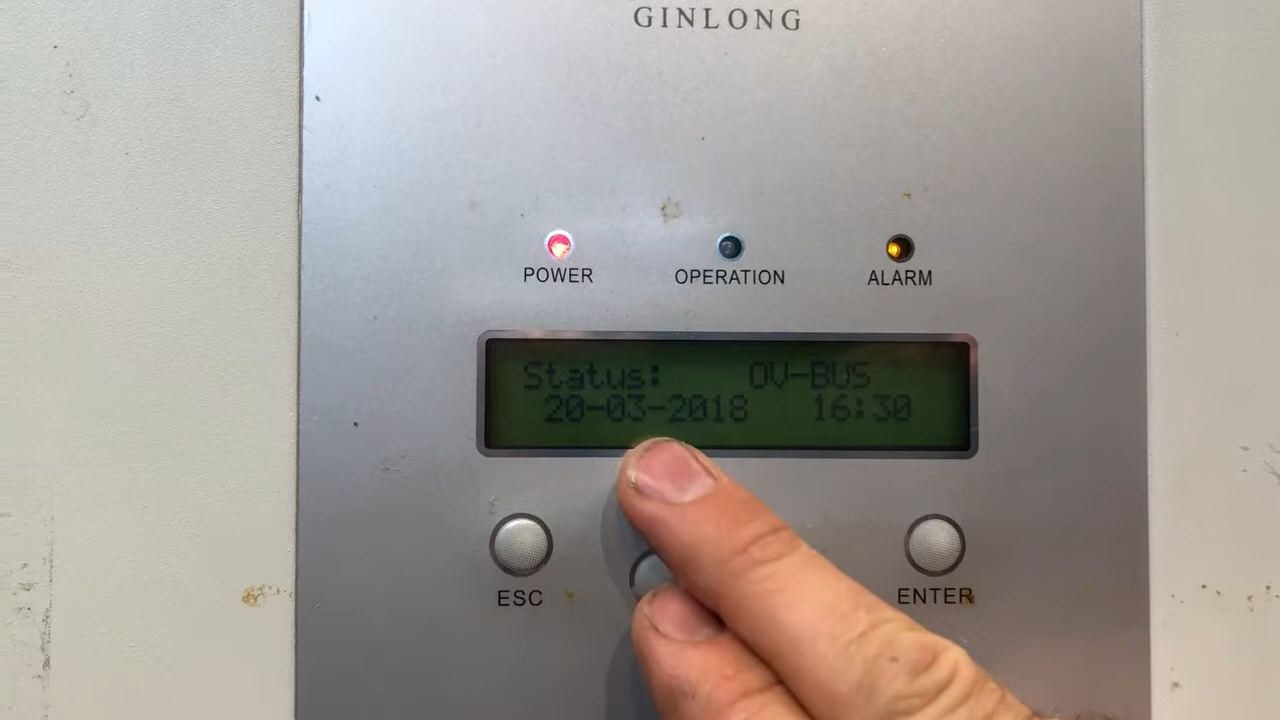 GINLONG
POWER OPERATION ALARM
Status: OV-BUS
20-03-2018 16:30
ESC ENTER